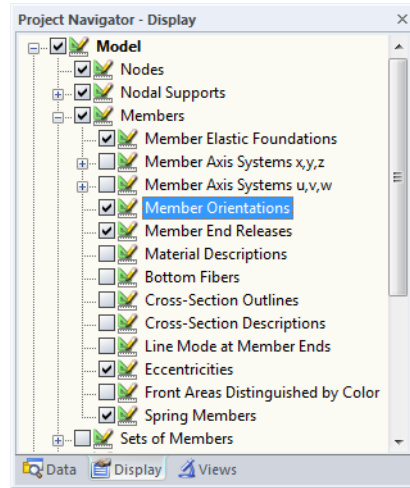 Project Navigator - Display
Model
Nodes
Nodal Supports
Members
Member Elastic Foundations
Member Axis Systems x,y,z
Member Axis Systems u,v,w
Member Orientations
Member End Releases
Material Descriptions
Bottom Fibers
Cross-Section Outlines
Cross-Section Descriptions
Line Mode at Member Ends
Eccentricities
Front Areas Distinguished by Color
Spring Members
Sets of Members
Data Display Views